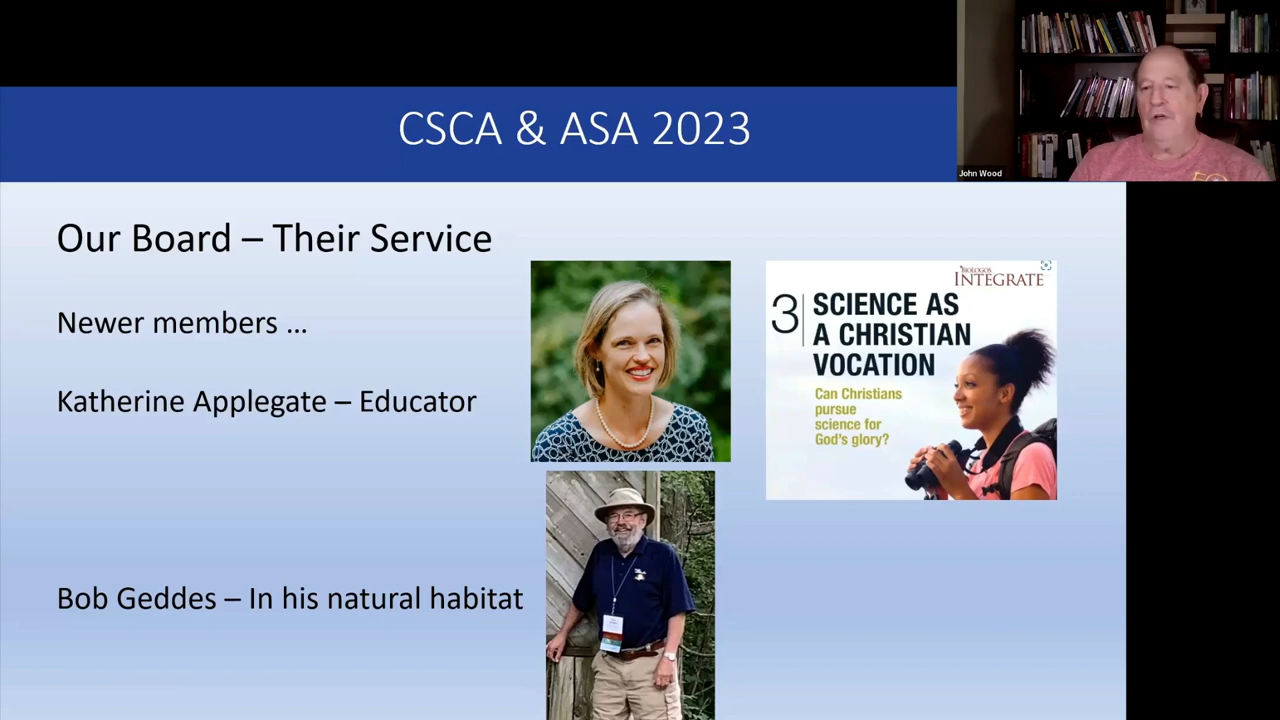 CSCA & ASA 2023
John Wood
Our Board – Their Service
Newer members ...
Katherine Applegate – Educator
BIOLOGOS
INTEGRATE
3
SCIENCE AS
A CHRISTIAN
VOCATION
Can Christians
pursue
science for
God's glory?
Bob Geddes – In his natural habitat